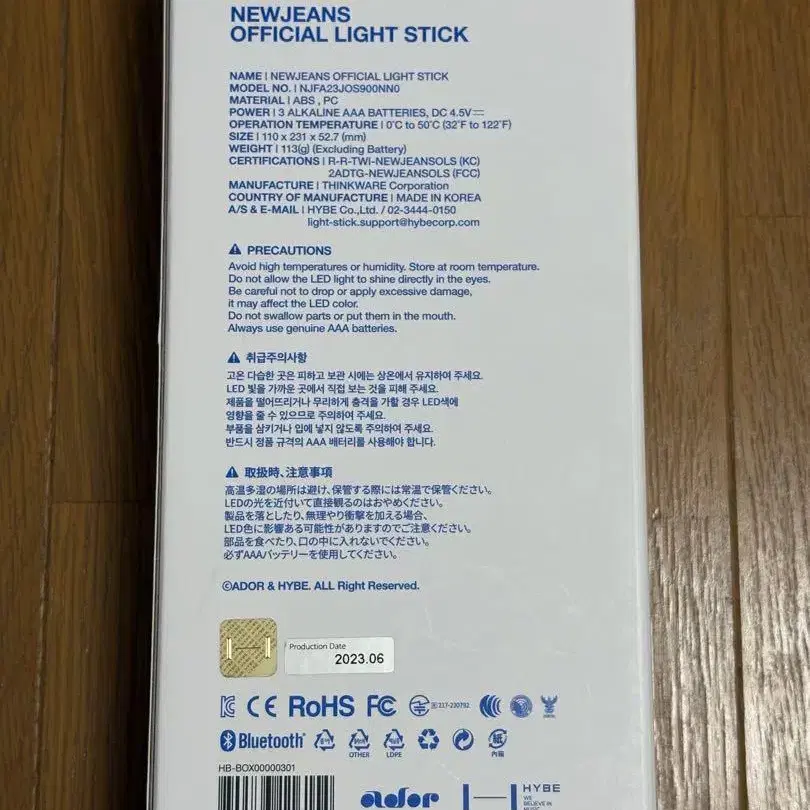 NEWJEANS
OFFICIAL LIGHT STICK
NAME | NEWJEANS OFFICIAL LIGHT STICK
MODEL NO. | NJFA23JOS900NN0
MATERIAL | ABS , PC
POWER | 3 ALKALINE AAA BATTERIES, DC 4.5V⎓
OPERATION TEMPERATURE | 0˚C to 50˚C (32˚F to 122˚F)
SIZE | 110 x 231 x 52.7 (mm)
WEIGHT | 113(g) (Excluding Battery)
CERTIFICATIONS | R-R-TWI-NEWJEANSOLS (KC)
2ADTG-NEWJEANSOLS (FCC)
MANUFACTURE | THINKWARE Corporation
COUNTRY OF MANUFACTURE | MADE IN KOREA
A/S & E-MAIL | HYBE Co.,Ltd. / 02-3444-0150
light-stick.support@hybecorp.com
⚠ PRECAUTIONS
Avoid high temperatures or humidity. Store at room temperature.
Do not allow the LED light to shine directly in the eyes.
Be careful not to drop or apply excessive damage,
it may affect the LED color.
Do not swallow parts or put them in the mouth.
Always use genuine AAA batteries.
⚠ 취급주의사항
고온 다습한 곳은 피하고 보관 시에는 상온에서 유지하여 주세요.
LED 빛을 가까운 곳에서 직접 보는 것을 피해 주세요.
제품을 떨어뜨리거나 무리하게 충격을 가할 경우 LED색에
영향을 줄 수 있으므로 주의하여 주세요.
부품을 삼키거나 입에 넣지 않도록 주의하여 주세요.
반드시 정품 규격의 AAA 배터리를 사용해야 합니다.
⚠ 取扱時、注意事項
高温多湿の場所は避け、保管する際には常温で保管ください。
LEDの光を近付いて直接観るのはおやめください。
製品を落としたり、無理やり衝撃を加える場合、
LED色に影響ある可能性がありますのでご注意ください。
部品を食べたり、口の中に入れないでください。
必ずAAAバッテリーを使用してください。
©ADOR & HYBE. ALL Right Reserved.
Production Date
2023.06
CE RoHS FC 217-230792
Bluetooth OTHER LDPE 紙 内箱
HB-BOX00000301
ador HYBE
WE
BELIEVE IN
MUSIC